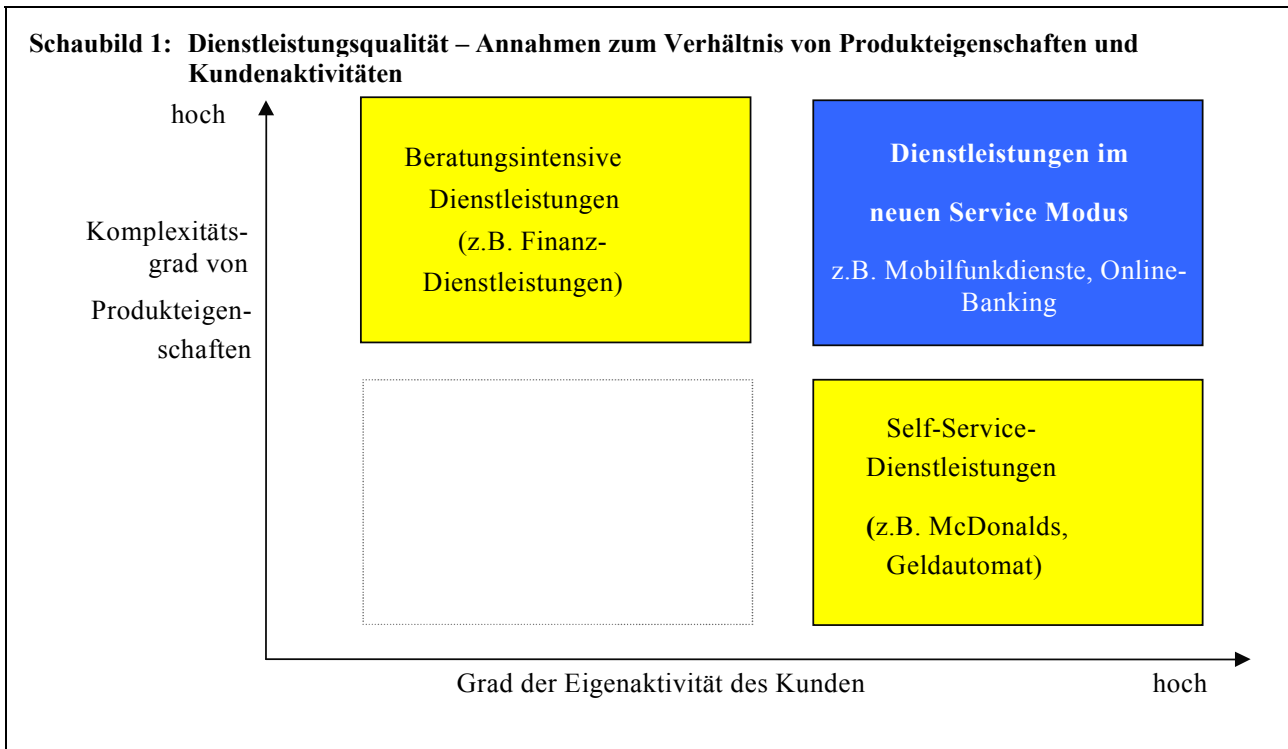 Schaubild 1: Dienstleistungsqualität – Annahmen zum Verhältnis von Produkteigenschaften und
Kundenaktivitäten
hoch
Komplexitäts-
grad von
Produkteigen-
schaften
Beratungsintensive
Dienstleistungen
(z.B. Finanz-
Dienstleistungen)
Dienstleistungen im
neuen Service Modus
z.B. Mobilfunkdienste, Online-
Banking
Self-Service-
Dienstleistungen
(z.B. McDonalds,
Geldautomat)
Grad der Eigenaktivität des Kunden
hoch